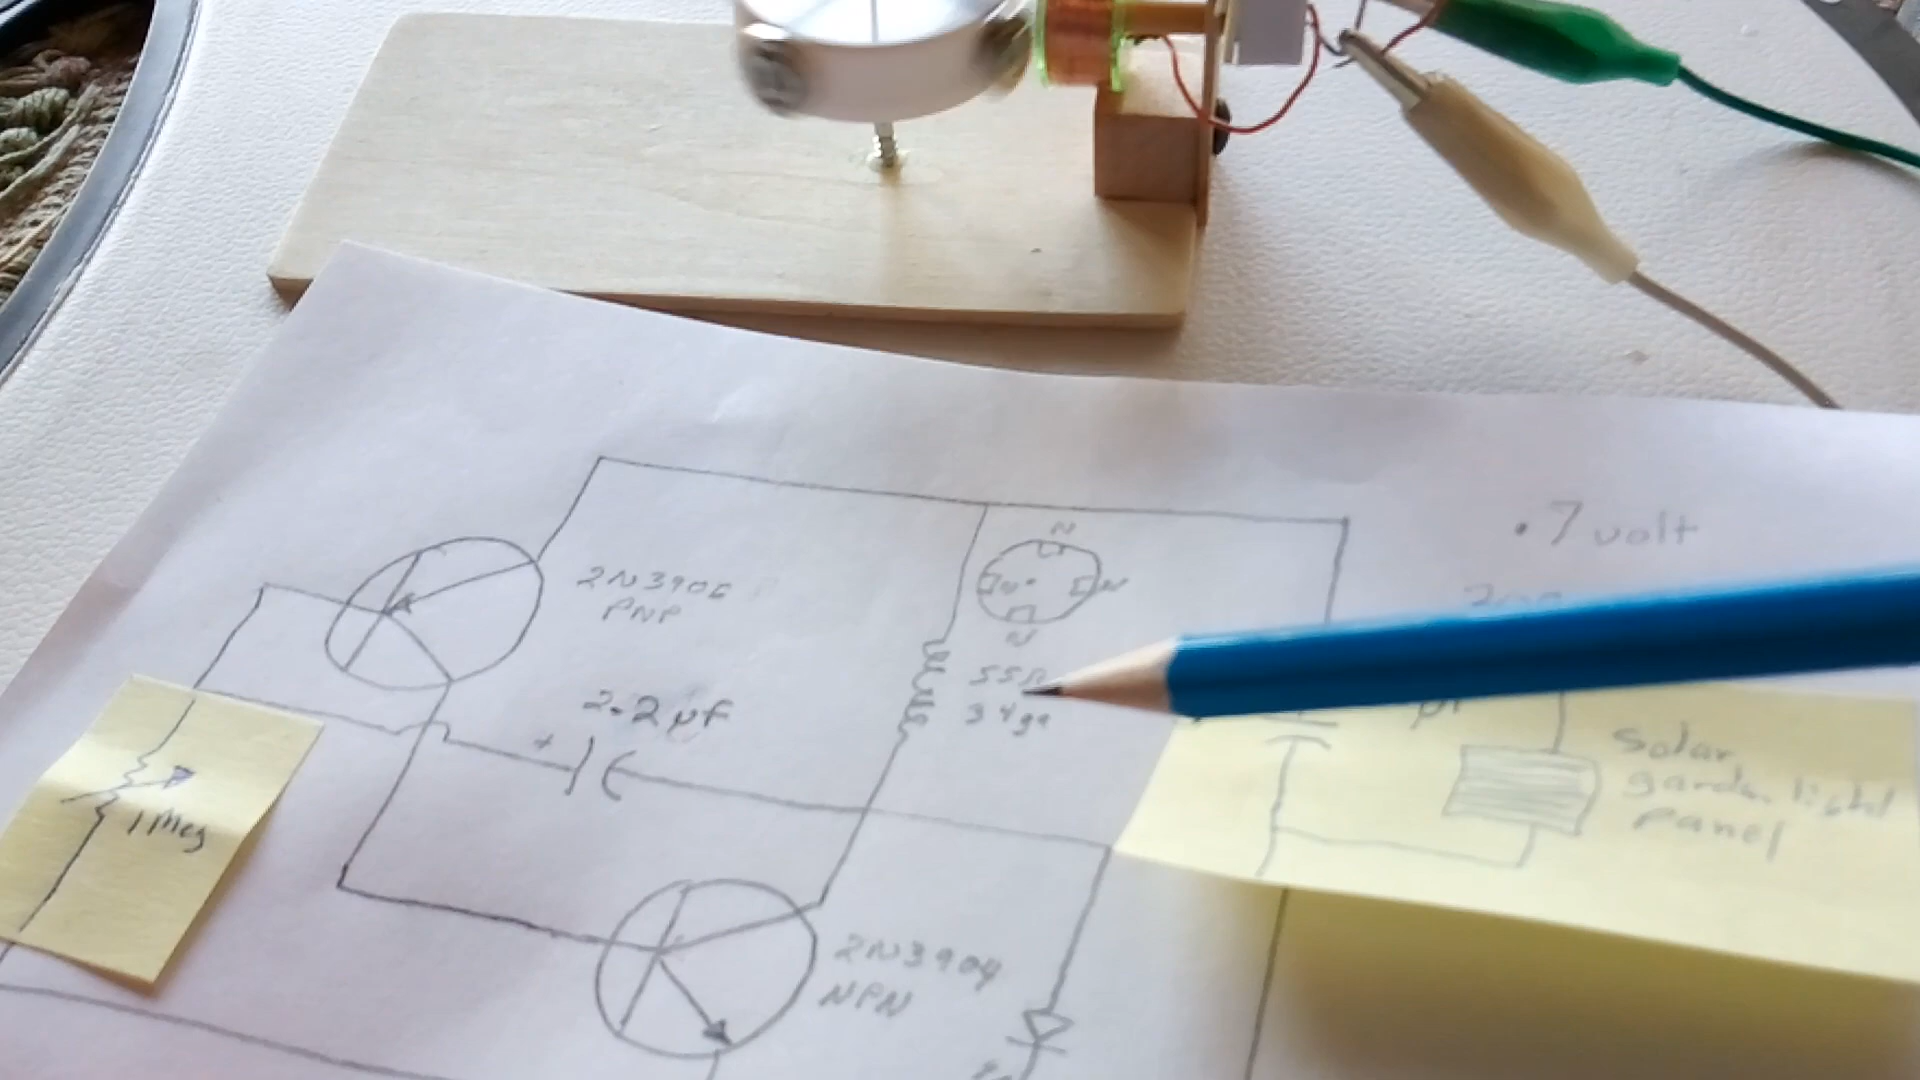 .7 volt
N
2N3906
PNP
N
N
N
55Ω
34ga
2.2 µF
+
Solar
garden light
panel
1 Meg
2N3904
NPN